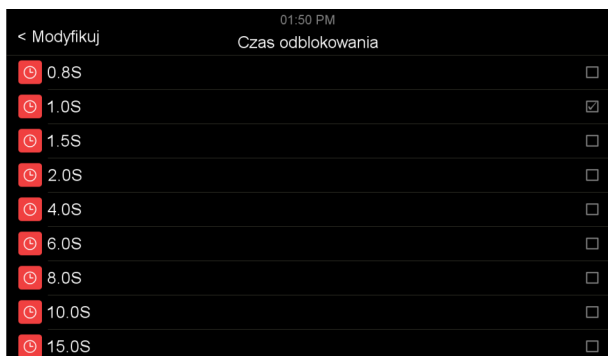 01:50 PM
< Modyfikuj
Czas odblokowania
0.8S
1.0S
1.5S
2.0S
4.0S
6.0S
8.0S
10.0S
15.0S